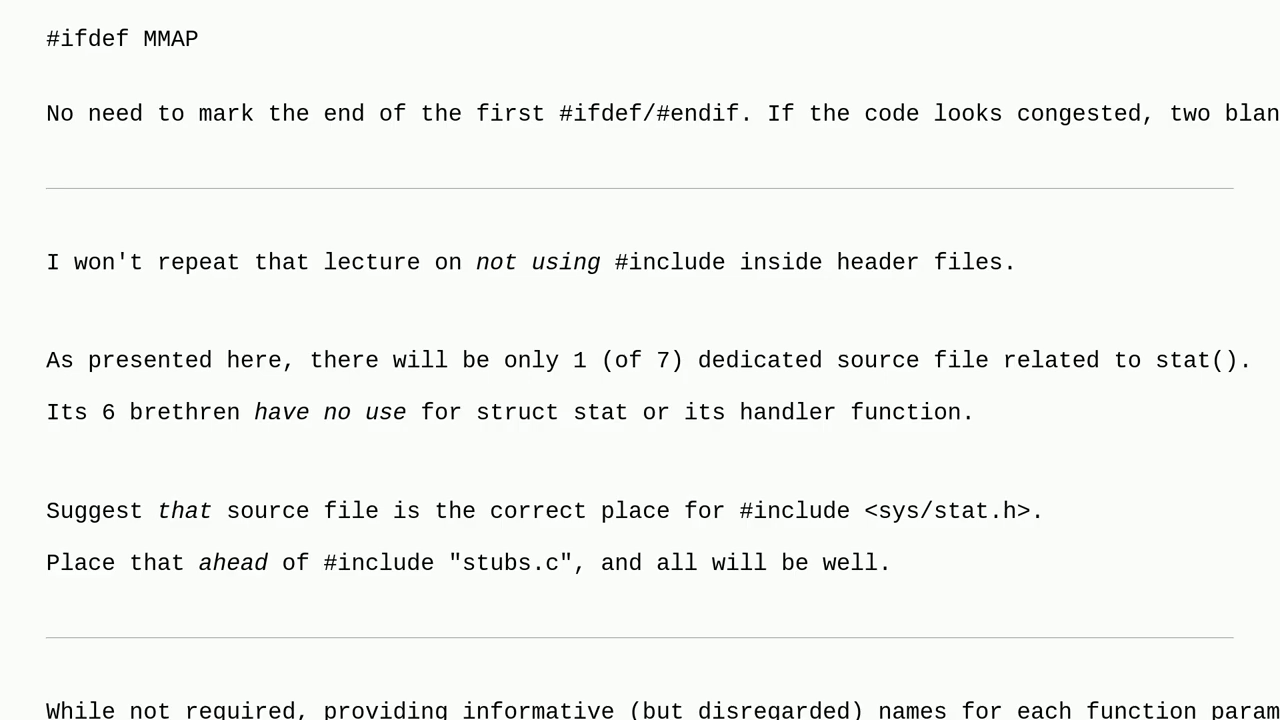 #ifdef MMAP
No need to mark the end of the first #ifdef/#endif. If the code looks congested, two blan
I won't repeat that lecture on not using #include inside header files.
As presented here, there will be only 1 (of 7) dedicated source file related to stat().
Its 6 brethren have no use for struct stat or its handler function.
Suggest that source file is the correct place for #include <sys/stat.h>.
Place that ahead of #include "stubs.c", and all will be well.
While not required, providing informative (but disregarded) names for each function param